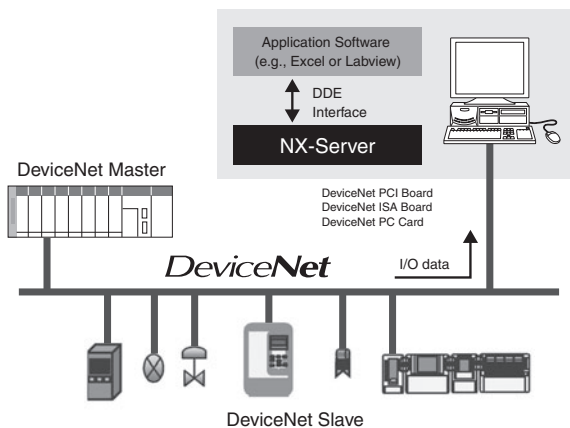 Application Software
(e.g., Excel or Labview)
DDE
Interface
NX-Server
DeviceNet Master
DeviceNet PCI Board
DeviceNet ISA Board
DeviceNet PC Card
DeviceNet
I/O data
DeviceNet Slave